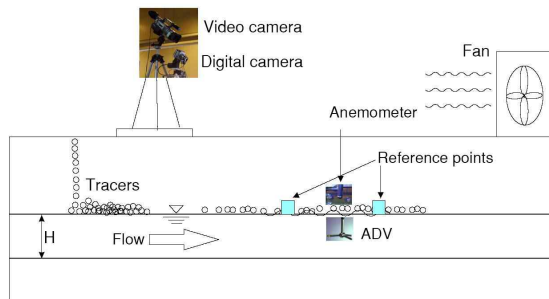 Video camera
Digital camera
Fan
Anemometer
Reference points
Tracers
H
Flow
ADV